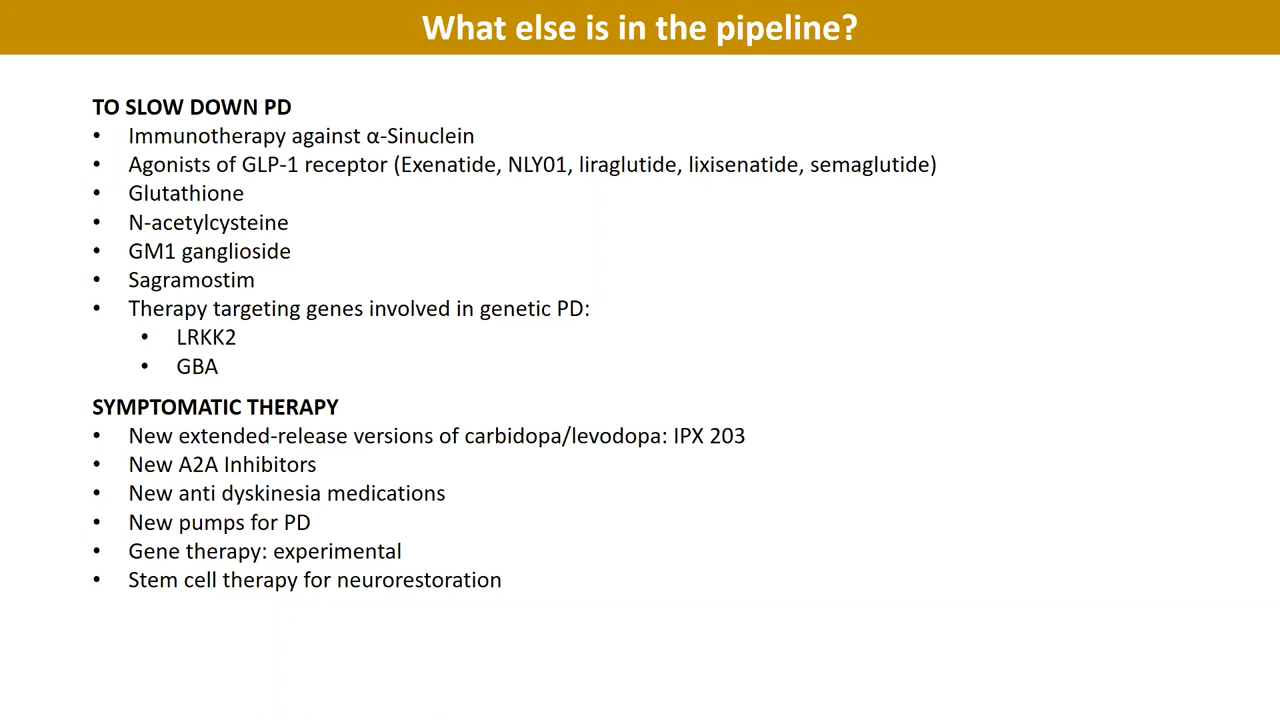 What else is in the pipeline?
TO SLOW DOWN PD
• Immunotherapy against α-Sinuclein
• Agonists of GLP-1 receptor (Exenatide, NLY01, liraglutide, lixisenatide, semaglutide)
• Glutathione
• N-acetylcysteine
• GM1 ganglioside
• Sagramostim
• Therapy targeting genes involved in genetic PD:
• LRKK2
• GBA
SYMPTOMATIC THERAPY
• New extended-release versions of carbidopa/levodopa: IPX 203
• New A2A Inhibitors
• New anti dyskinesia medications
• New pumps for PD
• Gene therapy: experimental
• Stem cell therapy for neurorestoration